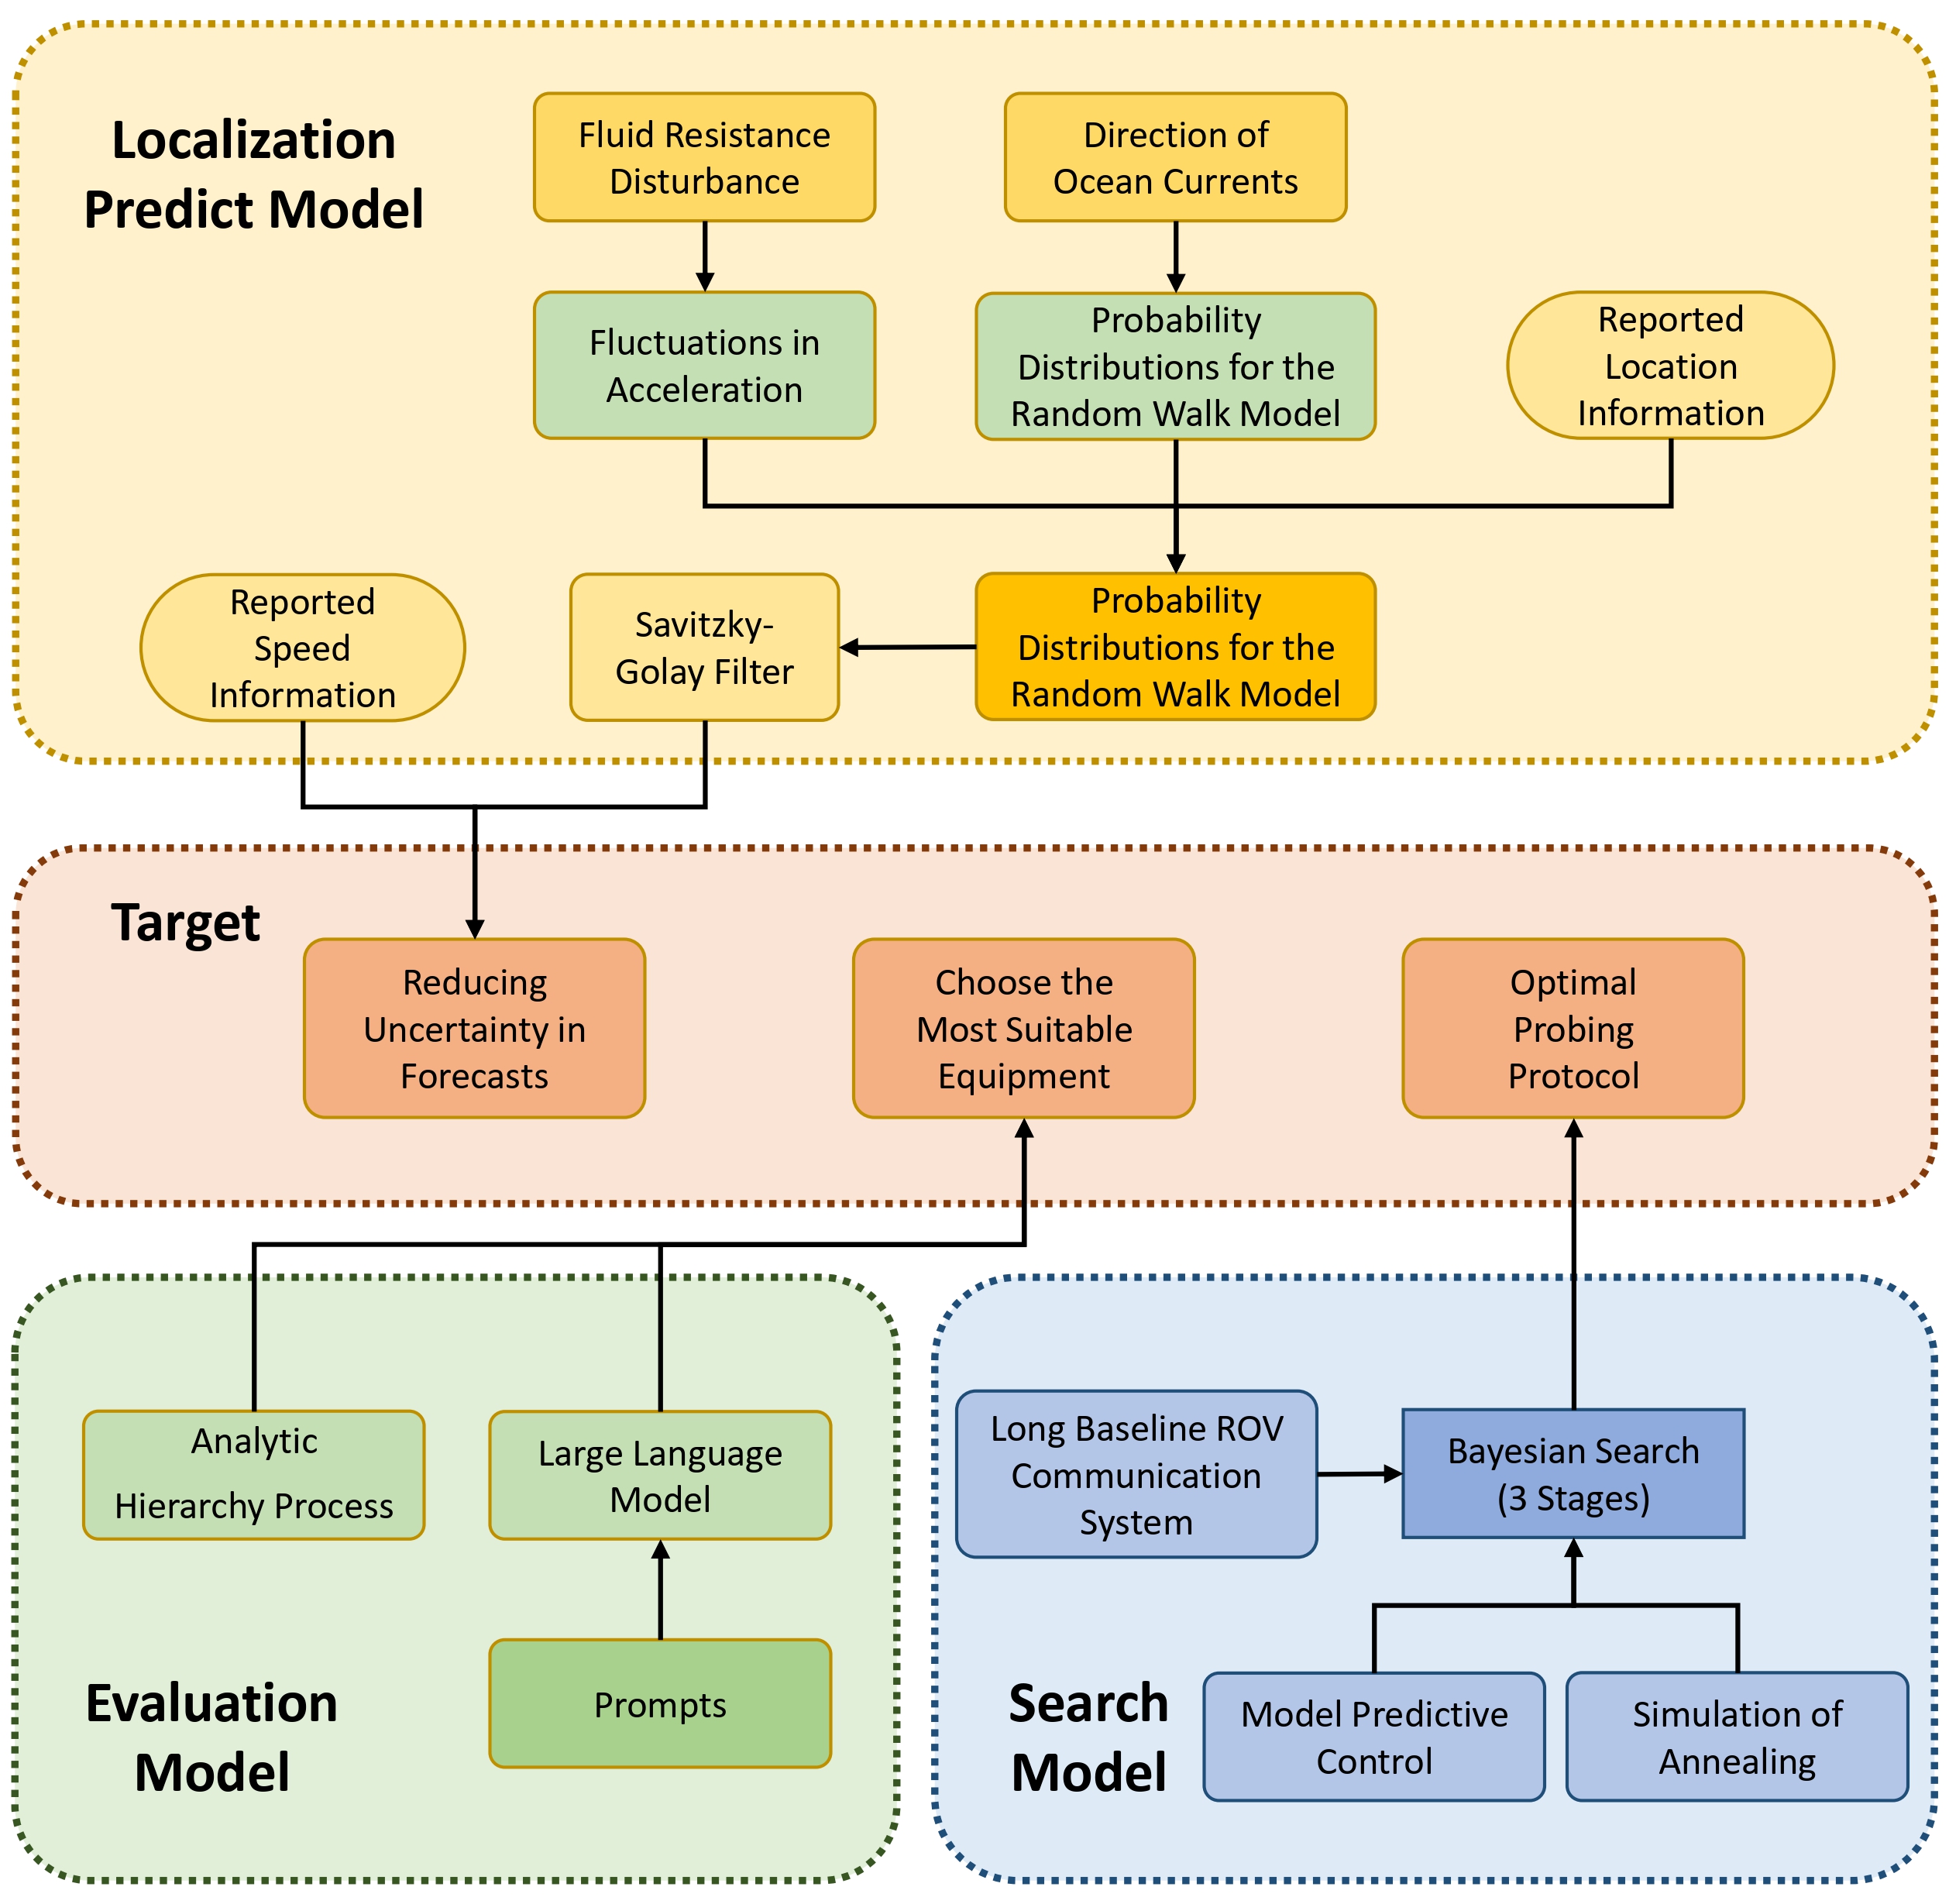 Localization
Predict Model
Fluid Resistance
Disturbance
Direction of
Ocean Currents
Fluctuations in
Acceleration
Probability
Distributions for the
Random Walk Model
Reported
Location
Information
Reported
Speed
Information
Savitzky-
Golay Filter
Probability
Distributions for the
Random Walk Model
Target
Reducing
Uncertainty in
Forecasts
Choose the
Most Suitable
Equipment
Optimal
Probing
Protocol
Analytic
Hierarchy Process
Large Language
Model
Prompts
Evaluation
Model
Long Baseline ROV
Communication
System
Bayesian Search
(3 Stages)
Search
Model
Model Predictive
Control
Simulation of
Annealing